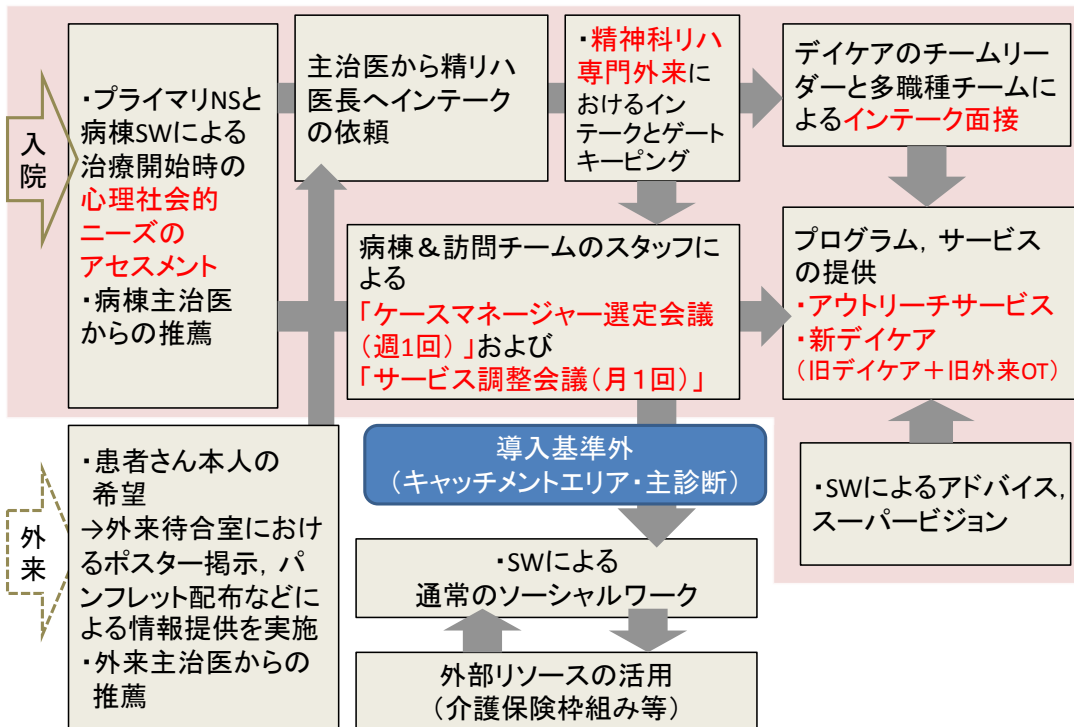 入院
・プライマリNSと
病棟SWによる
治療開始時の
心理社会的
ニーズの
アセスメント
・病棟主治医
からの推薦
主治医から精リハ
医長へインテーク
の依頼
・精神科リハ
専門外来に
おけるイン
テークとゲート
キーピング
デイケアのチームリー
ダーと多職種チームに
よるインテーク面接
病棟＆訪問チームのスタッフに
よる
「ケースマネージャー選定会議
（週1回）」および
「サービス調整会議（月１回）」
プログラム，サービス
の提供
・アウトリーチサービス
・新デイケア
（旧デイケア＋旧外来OT）
外来
・患者さん本人の
希望
→外来待合室におけ
るポスター掲示，パ
ンフレット配布などに
よる情報提供を実施
・外来主治医からの
推薦
導入基準外
（キャッチメントエリア・主診断）
・SWによるアドバイス，
スーパービジョン
・SWによる
通常のソーシャルワーク
外部リソースの活用
（介護保険枠組み等）